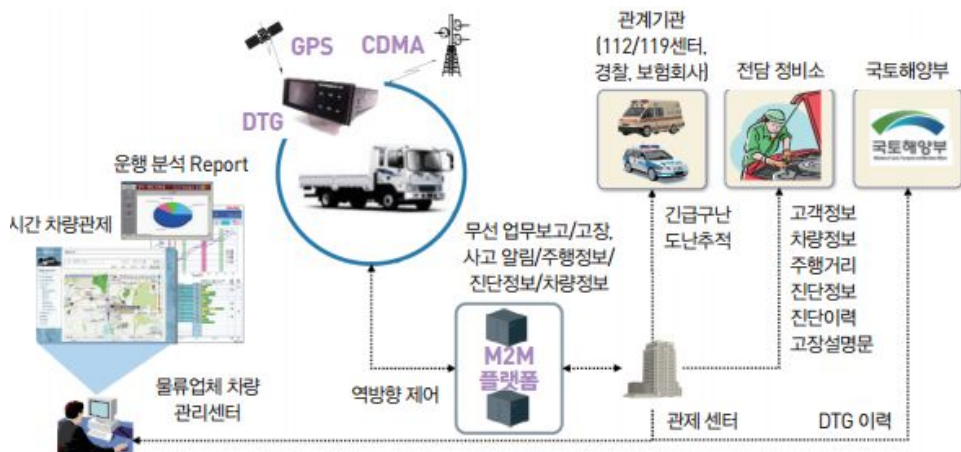 GPS
CDMA
DTG
관계기관
(112/119센터,
경찰, 보험회사)
전담 정비소
국토해양부
국토해양부
운행 분석 Report
시간 차량관제
무선 업무보고/고장,
사고 알림/주행정보/
진단정보/차량정보
긴급구난
도난추적
고객정보
차량정보
주행거리
진단정보
진단이력
고장설명문
M2M
플랫폼
역방향 제어
물류업체 차량
관리센터
관제 센터
DTG 이력